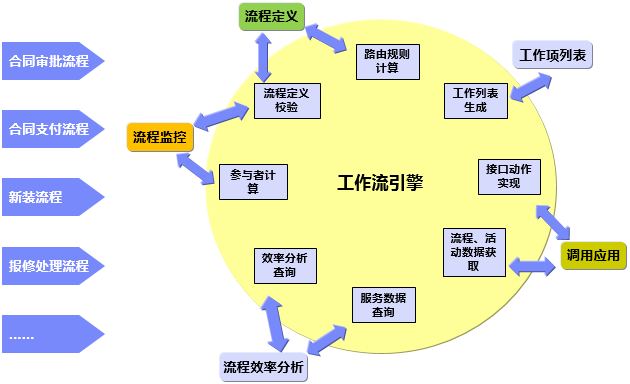 流程定义
合同审批流程
路由规则
计算
工作项列表
流程定义
校验
工作列表
生成
合同支付流程
流程监控
参与者计
算
工作流引擎
接口动作
实现
新装流程
流程、活
动数据获
取
调用应用
报修处理流程
效率分析
查询
服务数据
查询
......
流程效率分析